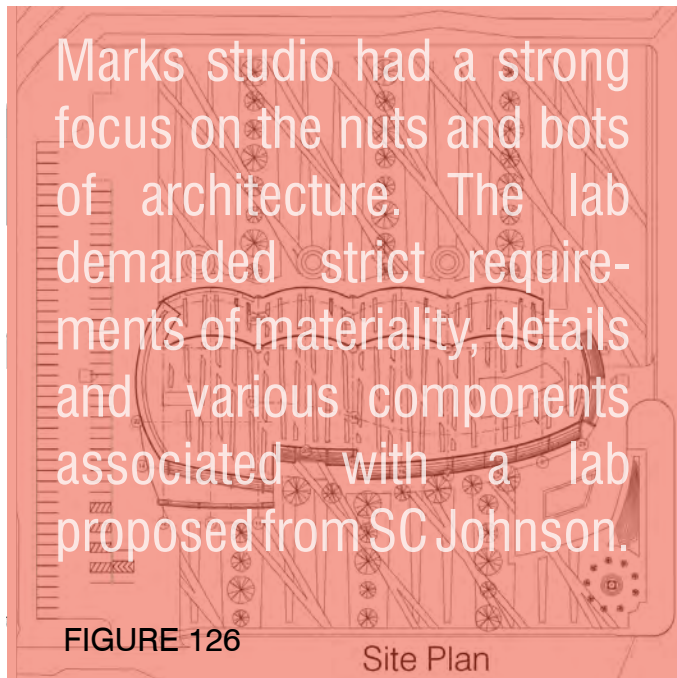 Marks studio had a strong
focus on the nuts and bots
of architecture. The lab
demanded strict require-
ments of materiality, details
and various components
associated with a lab
proposed from SC Johnson.
FIGURE 126
Site Plan